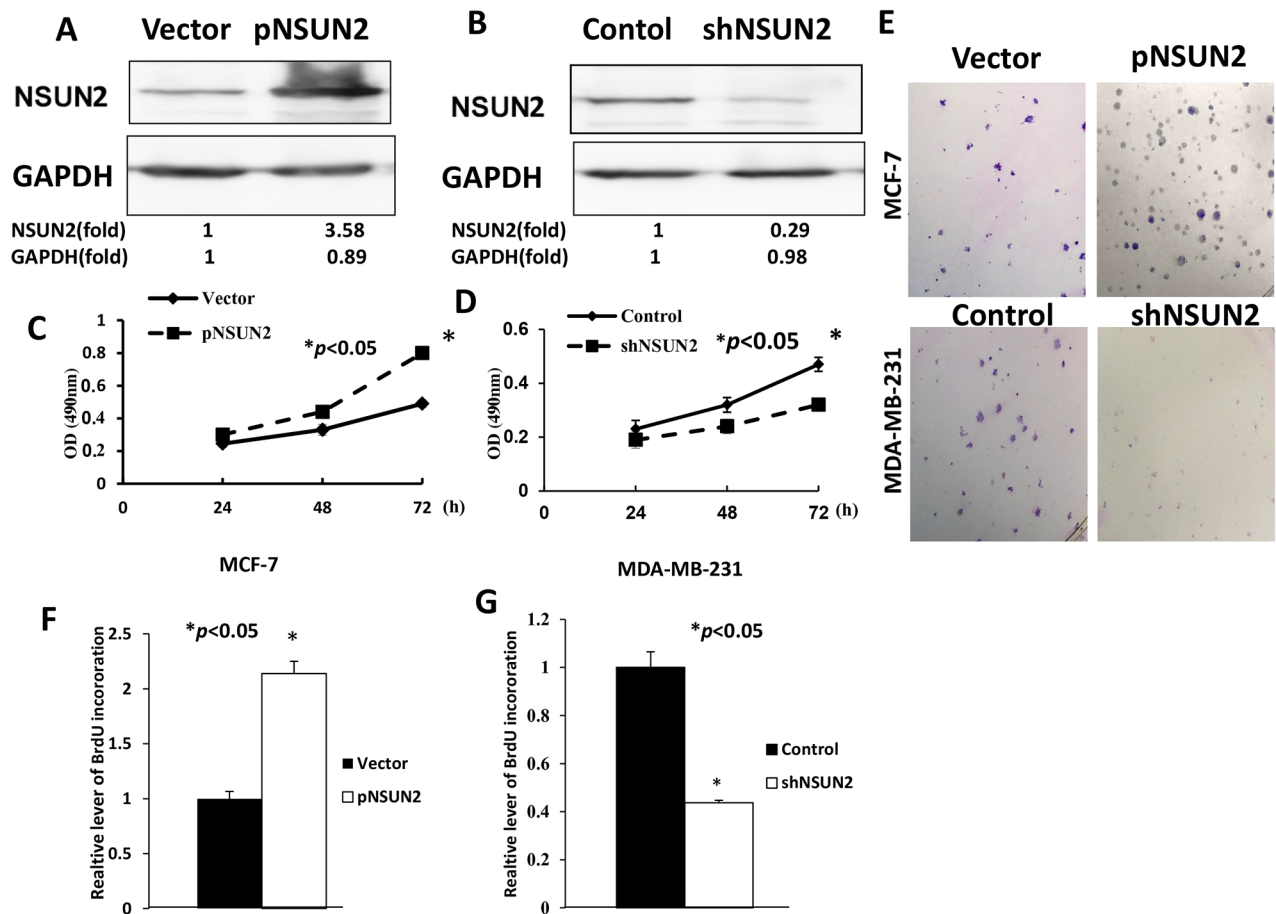 A
Vector pNSUN2
NSUN2
GAPDH
NSUN2(fold) 1 3.58
GAPDH(fold) 1 0.89
B
Contol shNSUN2
NSUN2
GAPDH
NSUN2(fold) 1 0.29
GAPDH(fold) 1 0.98
C
Vector
pNSUN2
*p<0.05
*
OD (490nm)
1
0.8
0.6
0.4
0.2
0
0 24 48 72 (h)
MCF-7
D
Control
shNSUN2
*p<0.05
*
OD (490nm)
0.6
0.4
0.2
0
0 24 48 72 (h)
MDA-MB-231
E
Vector pNSUN2
MCF-7
Control shNSUN2
MDA-MB-231
F
*p<0.05
*
Realtive lever of BrdU incororation
2.5
2
1.5
1
0.5
0
Vector
pNSUN2
G
*p<0.05
*
Realtive lever of BrdU incororation
1.2
1
0.8
0.6
0.4
0.2
0
Control
shNSUN2